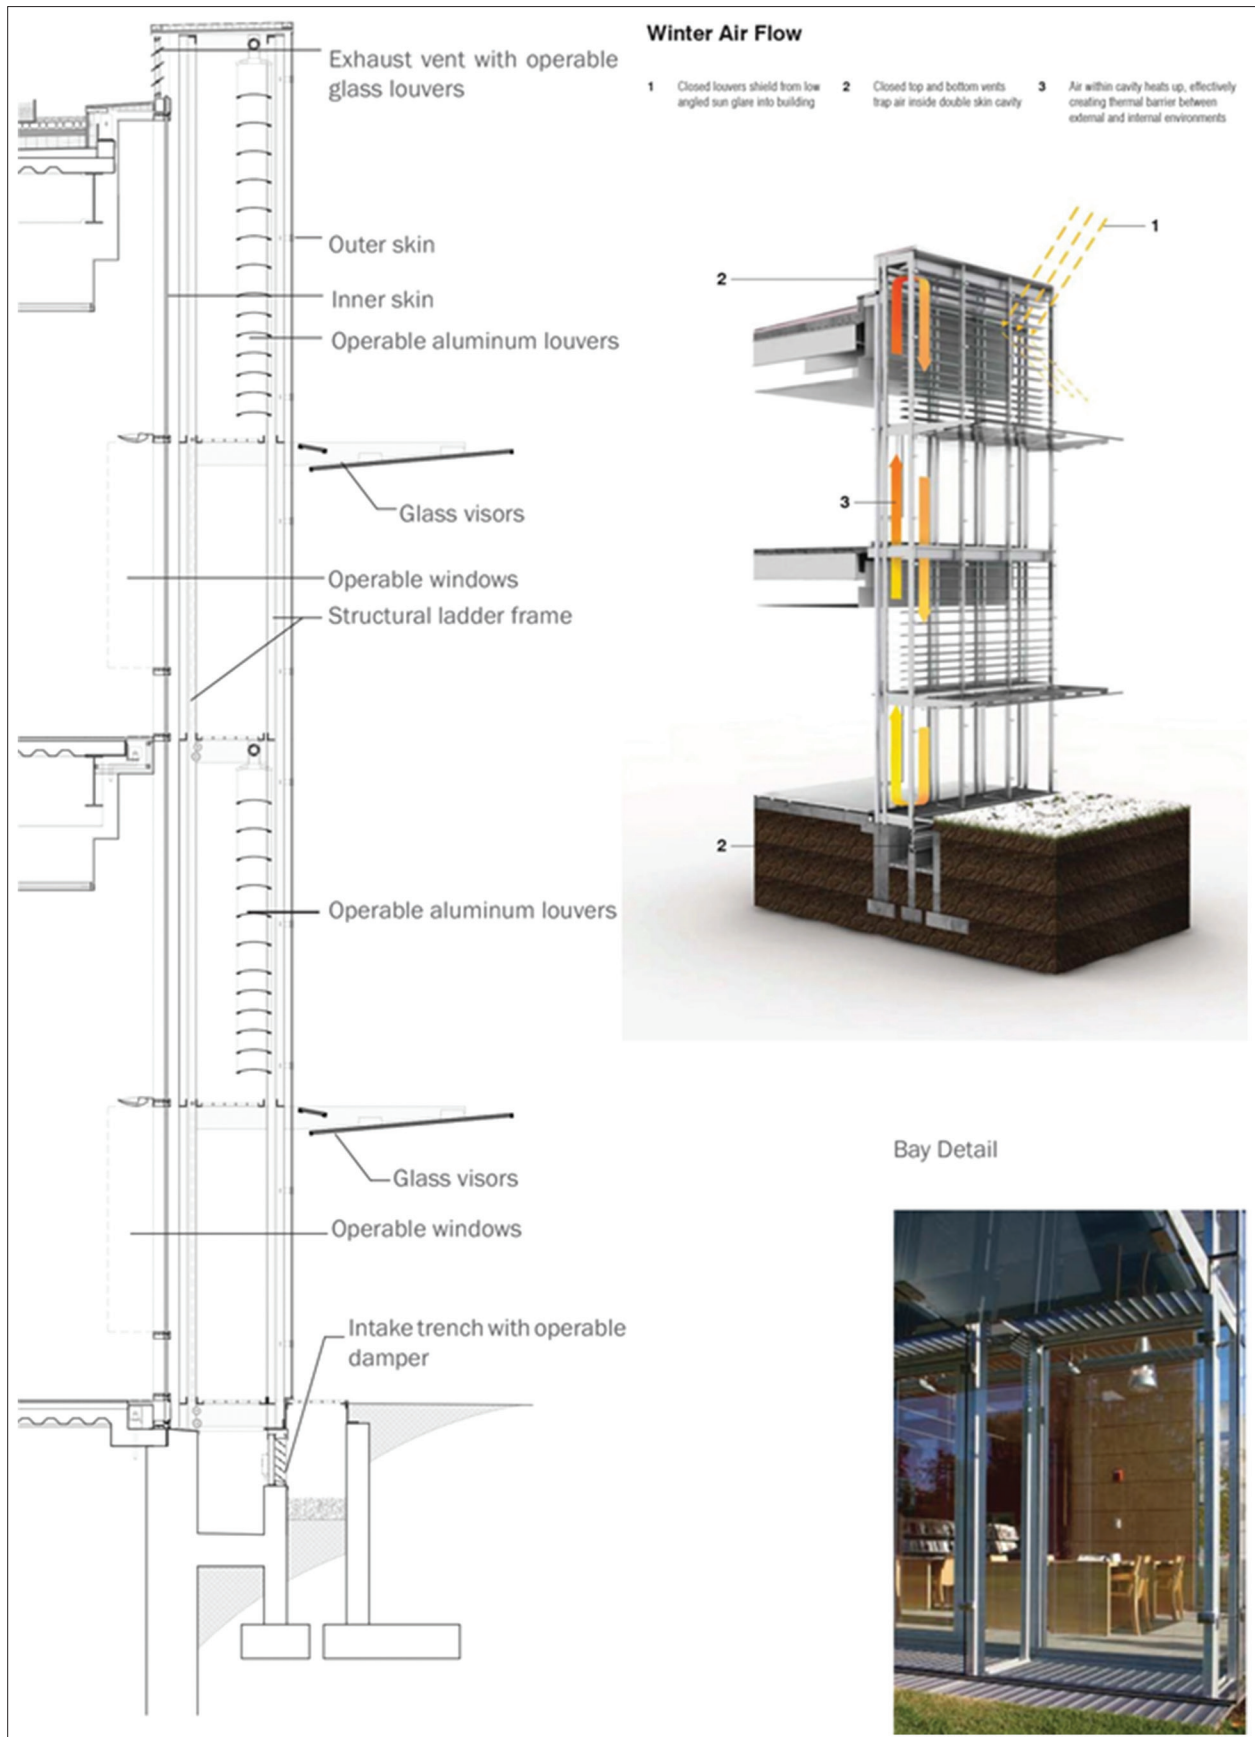 Exhaust vent with operable
glass louvers
Outer skin
Inner skin
Operable aluminum louvers
Glass visors
Operable windows
Structural ladder frame
Operable aluminum louvers
Glass visors
Operable windows
Intake trench with operable
damper
Winter Air Flow
1 Closed louvers shield from low
angled sun glare into building
2 Closed top and bottom vents
trap air inside double skin cavity
3 Air within cavity heats up, effectively
creating thermal barrier between
external and internal environments
1
2
3
2
Bay Detail